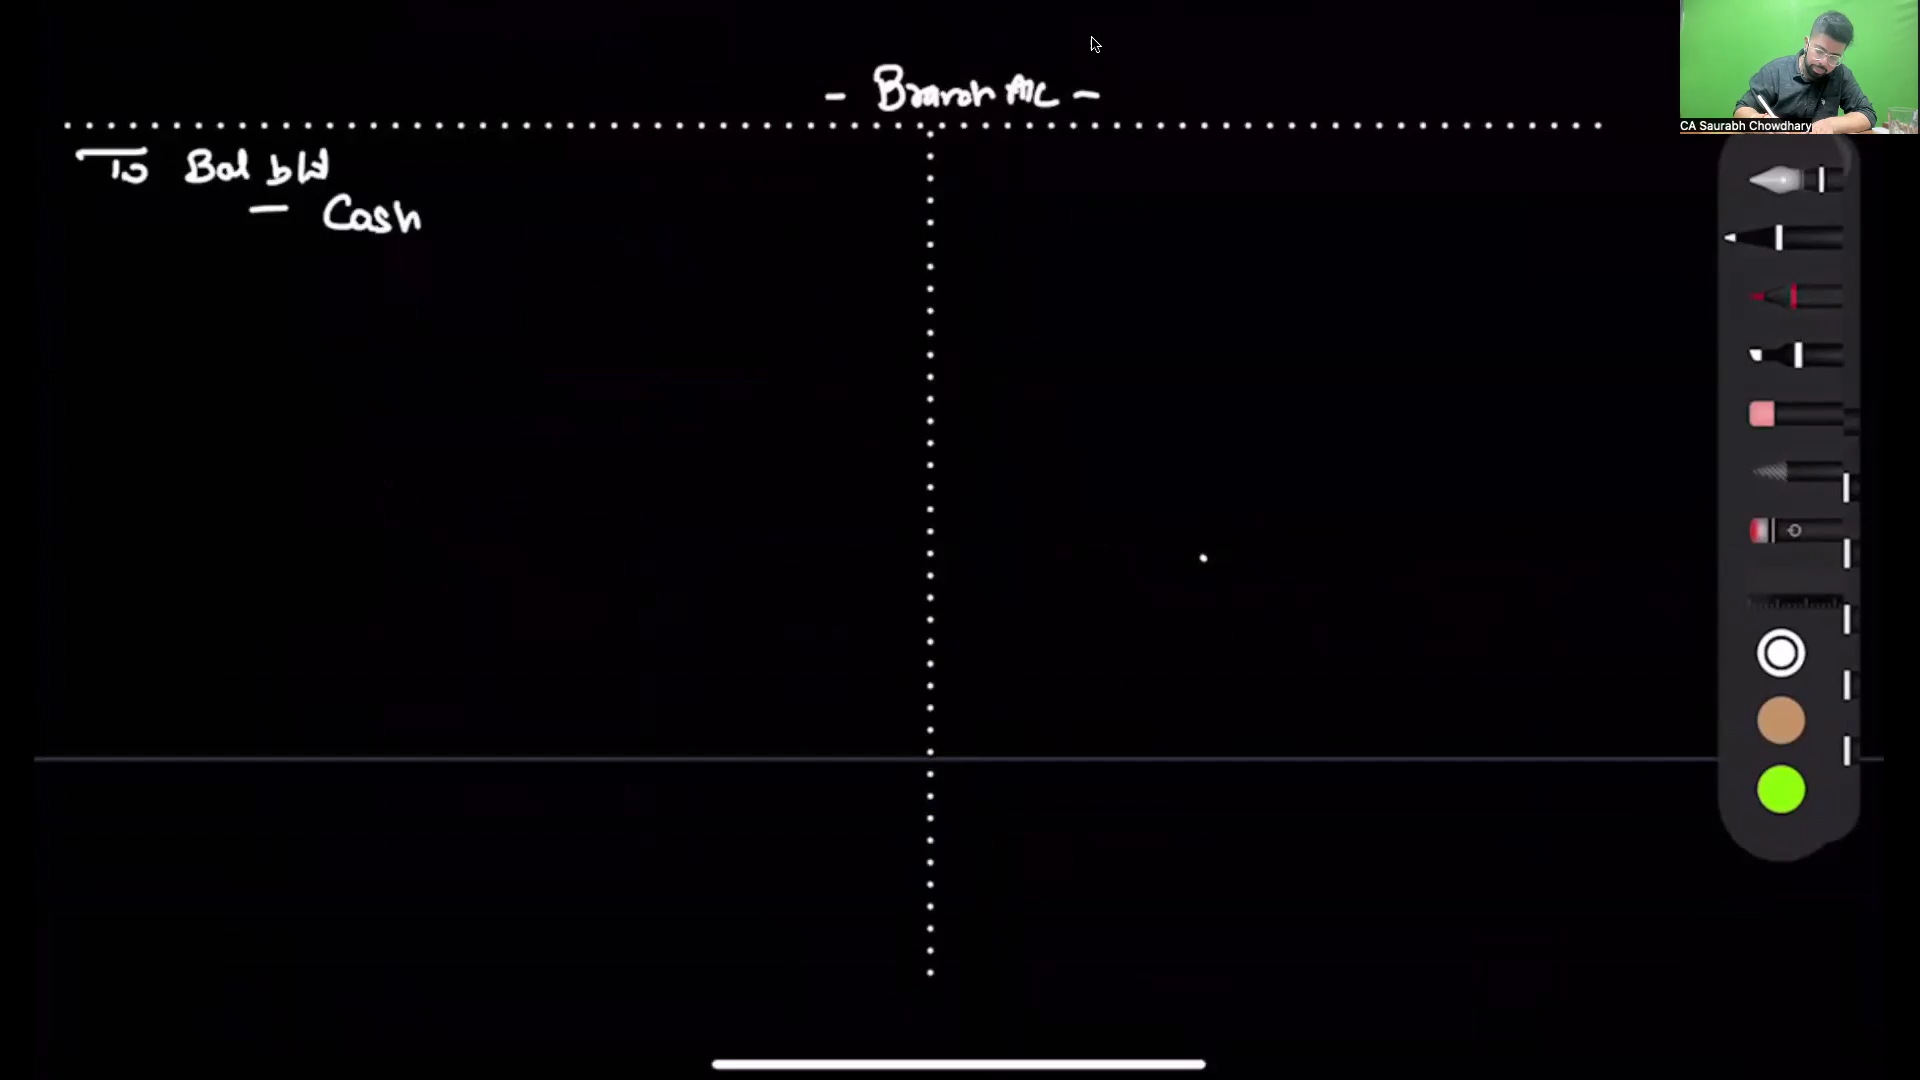 - Branch A/C -
CA Saurabh Chowdhary
To Bal b/d
- Cash